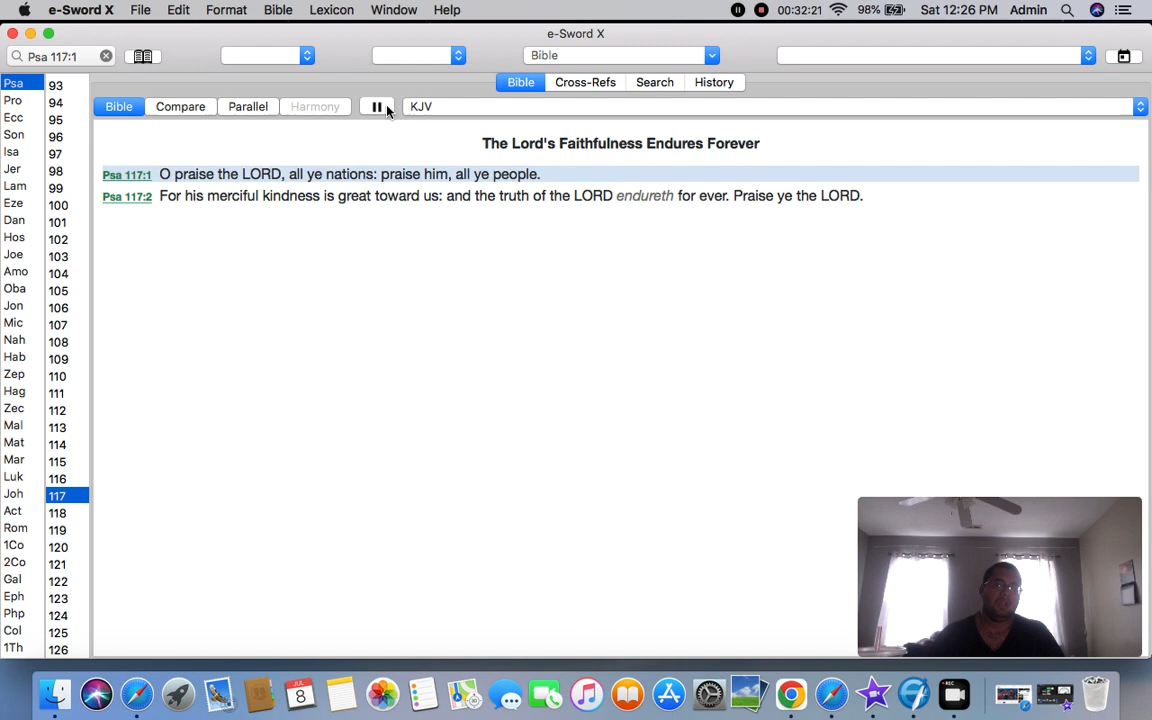 e-Sword X File Edit Format Bible Lexicon Window Help 00:32:21 98% Sat 12:26 PM Admin
e-Sword X
Psa 117:1 Bible
Bible Cross-Refs Search History
Bible Compare Parallel Harmony KJV
The Lord's Faithfulness Endures Forever
Psa 117:1 O praise the LORD, all ye nations: praise him, all ye people.
Psa 117:2 For his merciful kindness is great toward us: and the truth of the LORD endureth for ever. Praise ye the LORD.
Psa
Pro
Ecc
Son
Isa
Jer
Lam
Eze
Dan
Hos
Joe
Amo
Oba
Jon
Mic
Nah
Hab
Zep
Hag
Zec
Mal
Mat
Mar
Luk
Joh
Act
Rom
1Co
2Co
Gal
Eph
Php
Col
1Th
93
94
95
96
97
98
99
100
101
102
103
104
105
106
107
108
109
110
111
112
113
114
115
116
117
118
119
120
121
122
123
124
125
126
JUL
8
REC